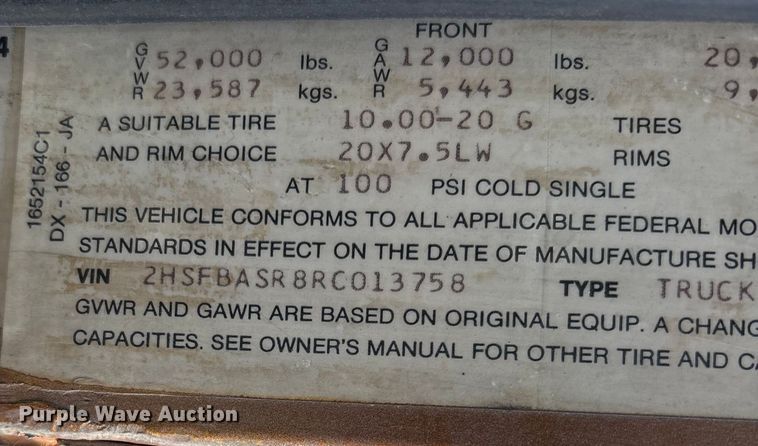 4
FRONT
GVWR 52,000 lbs. GAWR 12,000 lbs. 20,
23,587 kgs. 5,443 kgs. 9,
A SUITABLE TIRE 10.00-20 G TIRES
AND RIM CHOICE 20X7.5LW RIMS
AT 100 PSI COLD SINGLE
THIS VEHICLE CONFORMS TO ALL APPLICABLE FEDERAL MO
STANDARDS IN EFFECT ON THE DATE OF MANUFACTURE SH
VIN 2HSFBASR8RC013758 TYPE TRUCK
GVWR AND GAWR ARE BASED ON ORIGINAL EQUIP. A CHANG
CAPACITIES. SEE OWNER'S MANUAL FOR OTHER TIRE AND CA
1652154C1
DX - 166 - JA
Purple Wave Auction